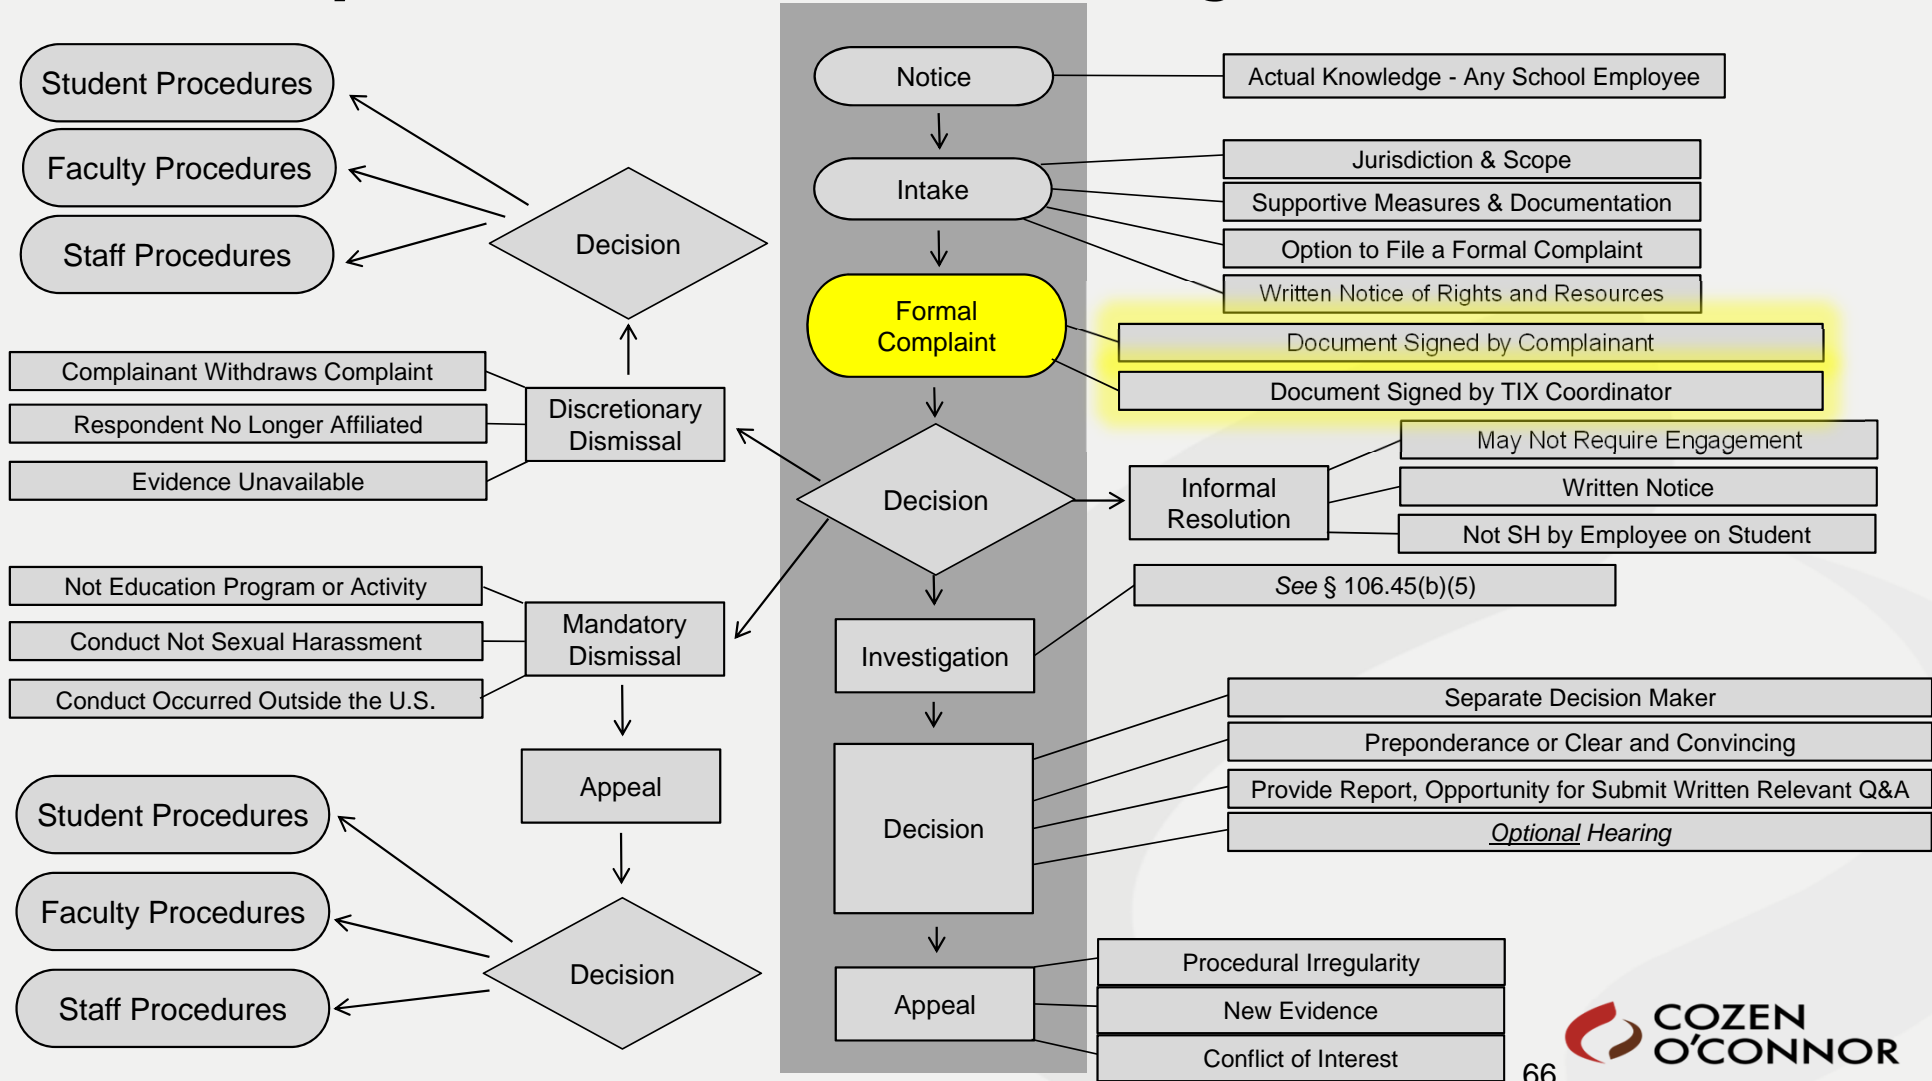 Student Procedures
Faculty Procedures
Staff Procedures
Decision
Complainant Withdraws Complaint
Respondent No Longer Affiliated
Evidence Unavailable
Discretionary
Dismissal
Not Education Program or Activity
Conduct Not Sexual Harassment
Conduct Occurred Outside the U.S.
Mandatory
Dismissal
Appeal
Student Procedures
Faculty Procedures
Staff Procedures
Decision
Notice
Actual Knowledge - Any School Employee
Intake
Jurisdiction & Scope
Supportive Measures & Documentation
Option to File a Formal Complaint
Written Notice of Rights and Resources
Formal
Complaint
Document Signed by Complainant
Document Signed by TIX Coordinator
Decision
Informal
Resolution
May Not Require Engagement
Written Notice
Not SH by Employee on Student
Investigation
See § 106.45(b)(5)
Decision
Separate Decision Maker
Preponderance or Clear and Convincing
Provide Report, Opportunity for Submit Written Relevant Q&A
Optional Hearing
Appeal
Procedural Irregularity
New Evidence
Conflict of Interest
COZEN
O'CONNOR
66